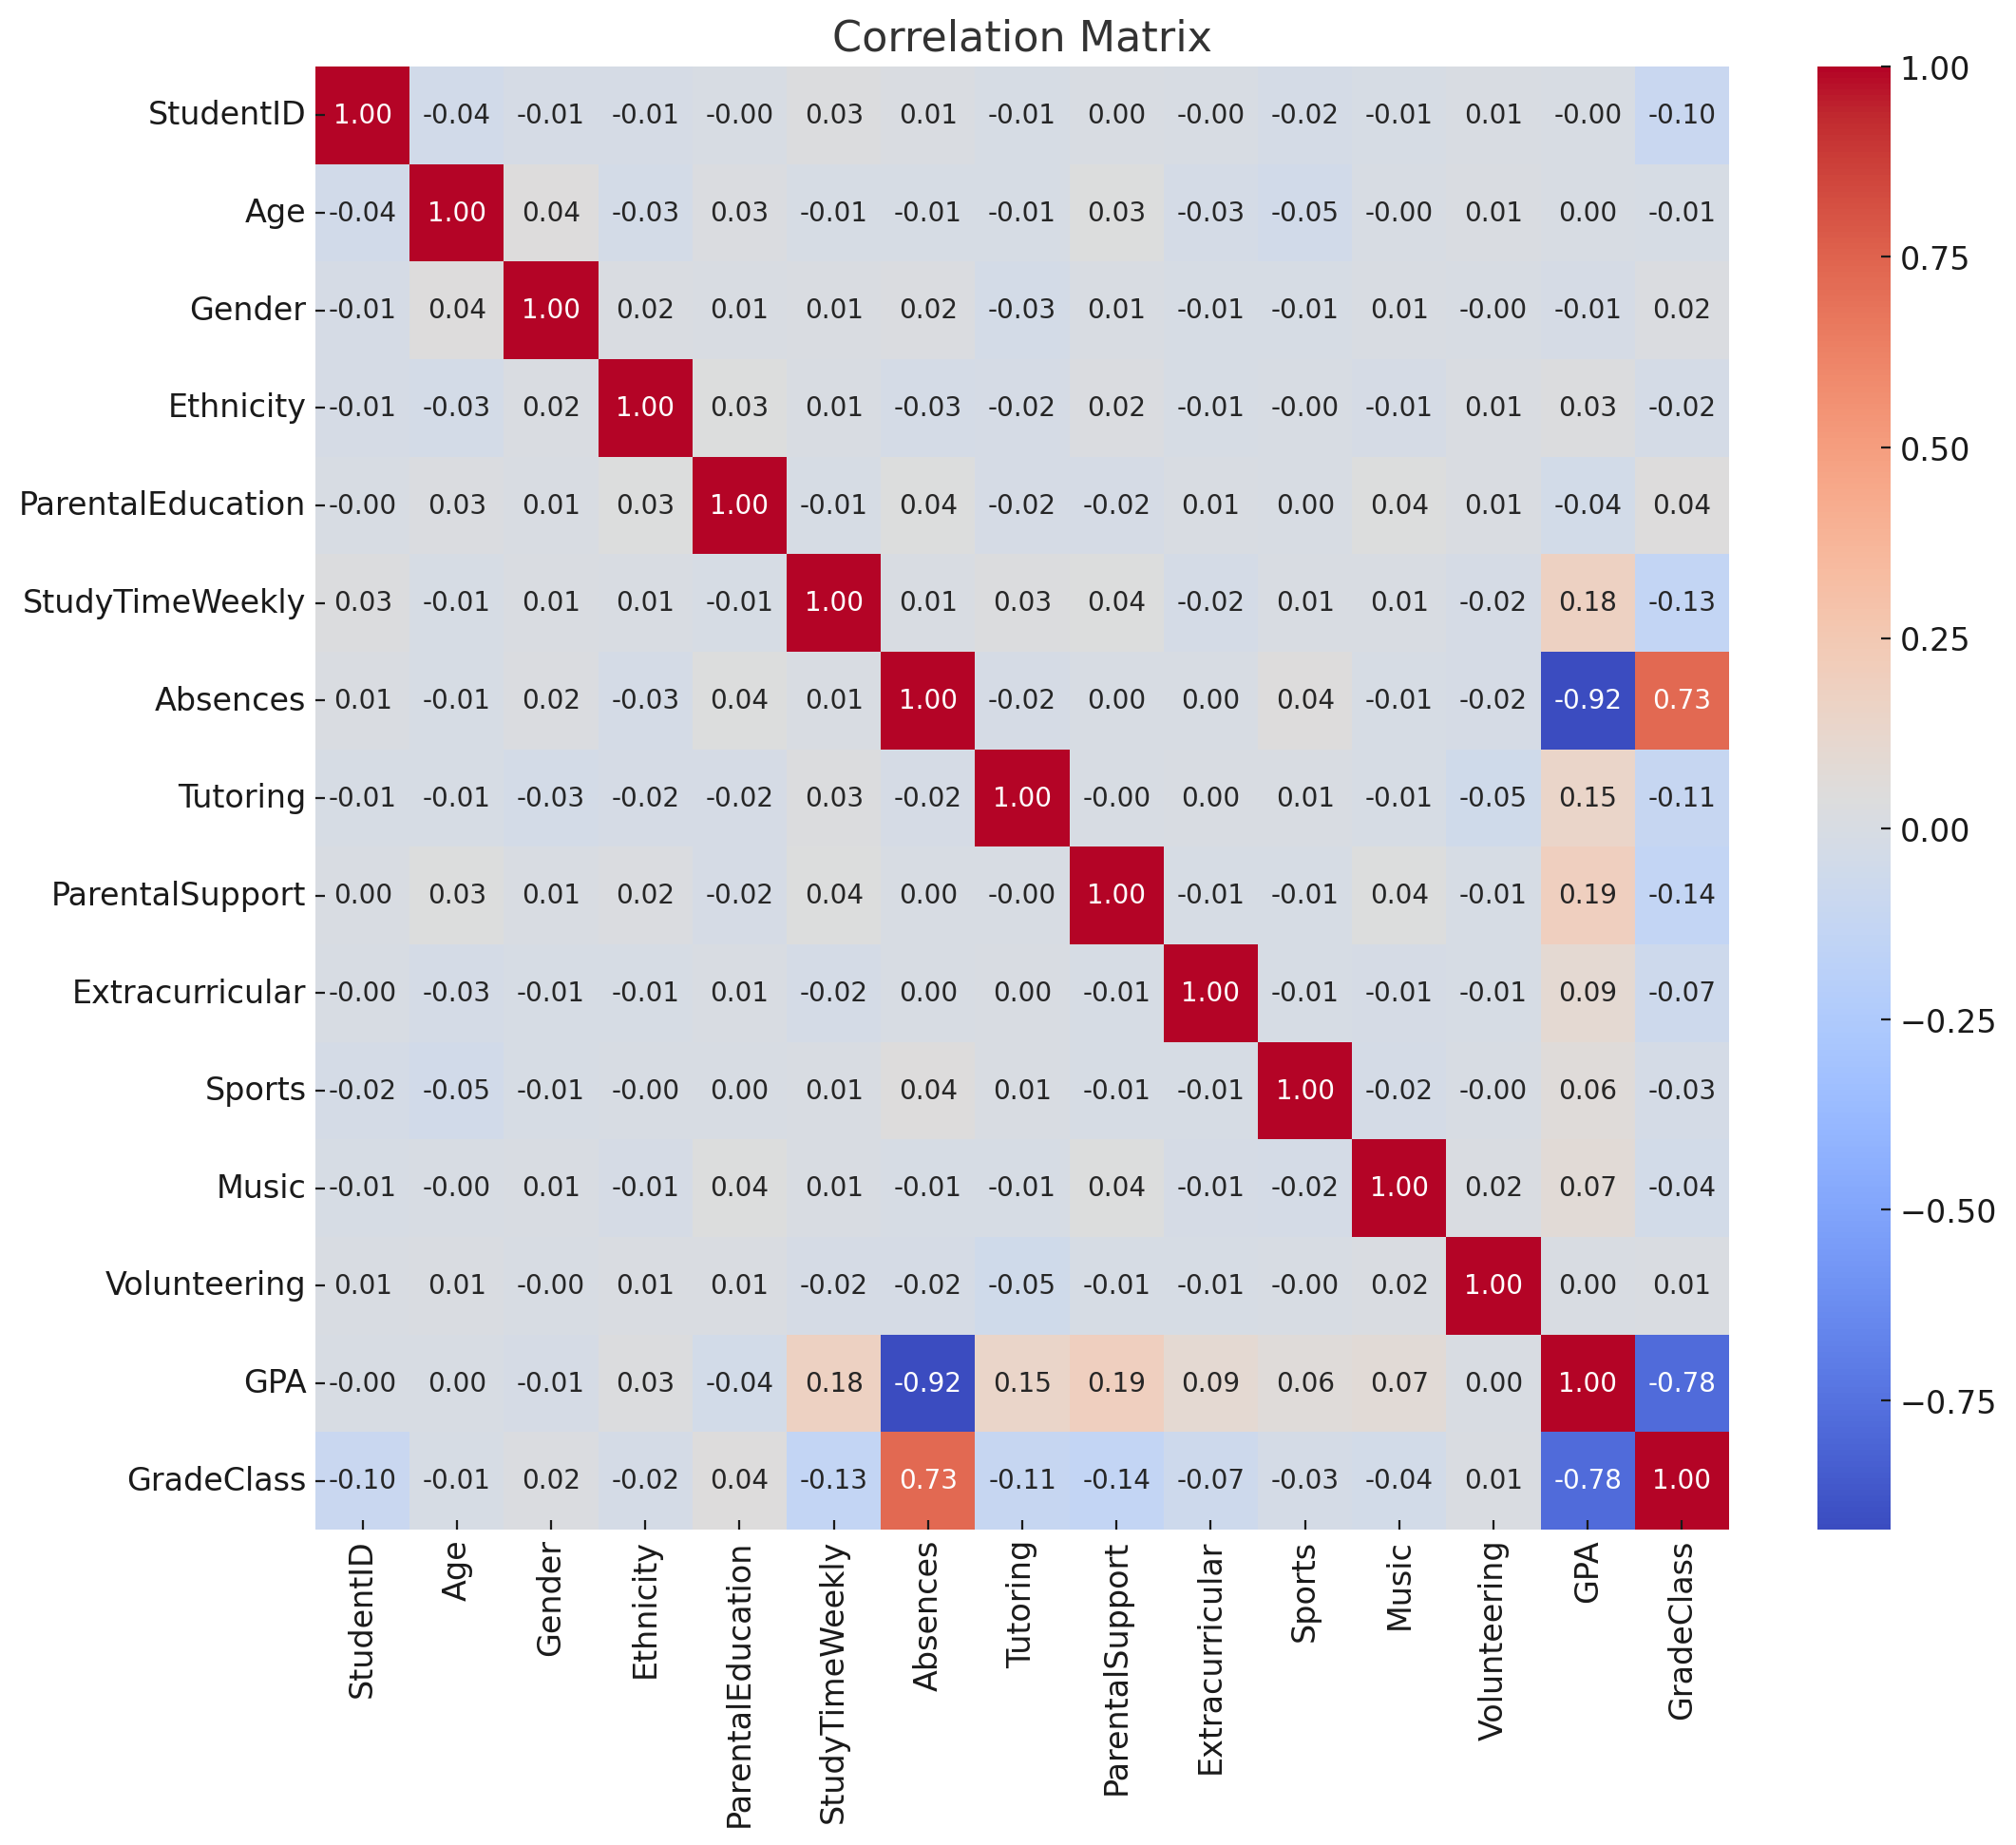 Correlation Matrix
StudentID 1.00 -0.04 -0.01 -0.01 -0.00 0.03 0.01 -0.01 0.00 -0.00 -0.02 -0.01 0.01 -0.00 -0.10
Age -0.04 1.00 0.04 -0.03 0.03 -0.01 -0.01 -0.01 0.03 -0.03 -0.05 -0.00 0.01 0.00 -0.01
Gender -0.01 0.04 1.00 0.02 0.01 0.01 0.02 -0.03 0.01 -0.01 -0.01 0.01 -0.00 -0.01 0.02
Ethnicity -0.01 -0.03 0.02 1.00 0.03 0.01 -0.03 -0.02 0.02 -0.01 -0.00 -0.01 0.01 0.03 -0.02
ParentalEducation -0.00 0.03 0.01 0.03 1.00 -0.01 0.04 -0.02 -0.02 0.01 0.00 0.04 0.01 -0.04 0.04
StudyTimeWeekly 0.03 -0.01 0.01 0.01 -0.01 1.00 0.01 0.03 0.04 -0.02 0.01 0.01 -0.02 0.18 -0.13
Absences 0.01 -0.01 0.02 -0.03 0.04 0.01 1.00 -0.02 0.00 0.00 0.04 -0.01 -0.02 -0.92 0.73
Tutoring -0.01 -0.01 -0.03 -0.02 -0.02 0.03 -0.02 1.00 -0.00 0.00 0.01 -0.01 -0.05 0.15 -0.11
ParentalSupport 0.00 0.03 0.01 0.02 -0.02 0.04 0.00 -0.00 1.00 -0.01 -0.01 0.04 -0.01 0.19 -0.14
Extracurricular -0.00 -0.03 -0.01 -0.01 0.01 -0.02 0.00 0.00 -0.01 1.00 -0.01 -0.01 -0.01 0.09 -0.07
Sports -0.02 -0.05 -0.01 -0.00 0.00 0.01 0.04 0.01 -0.01 -0.01 1.00 -0.02 -0.00 0.06 -0.03
Music -0.01 -0.00 0.01 -0.01 0.04 0.01 -0.01 -0.01 0.04 -0.01 -0.02 1.00 0.02 0.07 -0.04
Volunteering 0.01 0.01 -0.00 0.01 0.01 -0.02 -0.02 -0.05 -0.01 -0.01 -0.00 0.02 1.00 0.00 0.01
GPA -0.00 0.00 -0.01 0.03 -0.04 0.18 -0.92 0.15 0.19 0.09 0.06 0.07 0.00 1.00 -0.78
GradeClass -0.10 -0.01 0.02 -0.02 0.04 -0.13 0.73 -0.11 -0.14 -0.07 -0.03 -0.04 0.01 -0.78 1.00
StudentID
Age
Gender
Ethnicity
ParentalEducation
StudyTimeWeekly
Absences
Tutoring
ParentalSupport
Extracurricular
Sports
Music
Volunteering
GPA
GradeClass
1.00
0.75
0.50
0.25
0.00
−0.25
−0.50
−0.75